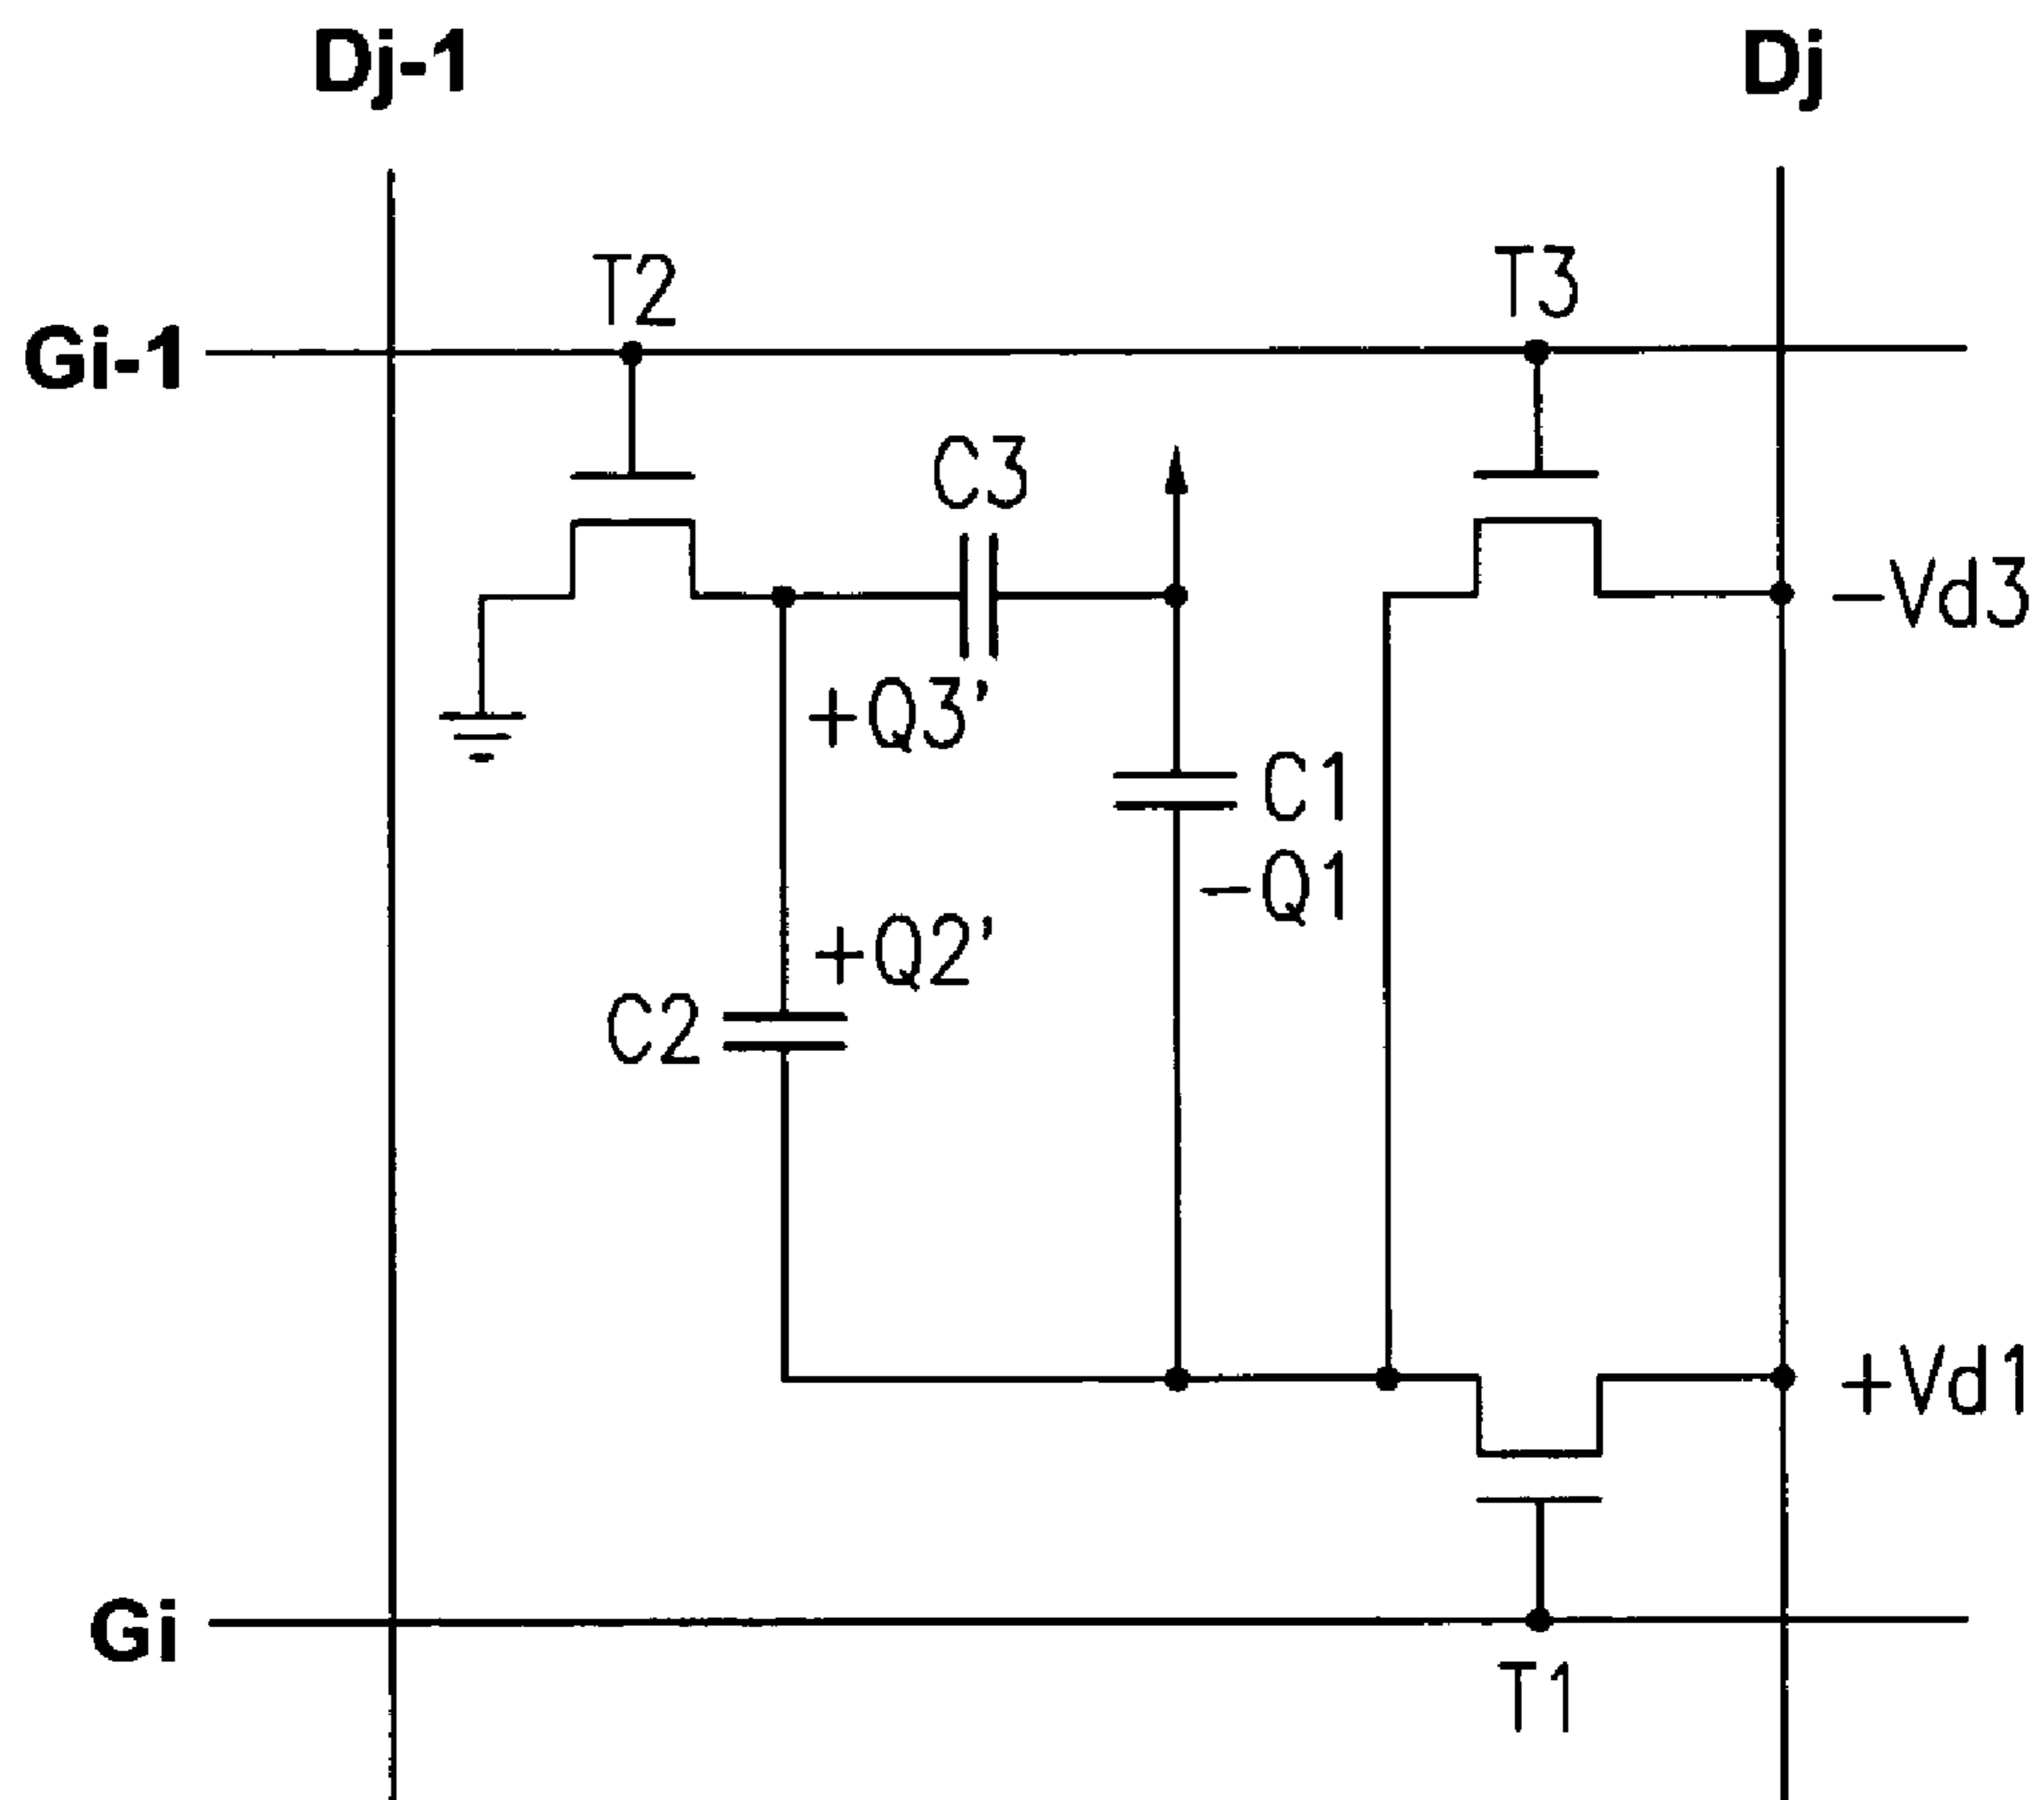 Dj-1
Dj
T2
T3
Gi-1
C3
-Vd3
+Q3'
C1
-Q1
+Q2'
C2
+Vd1
Gi
T1